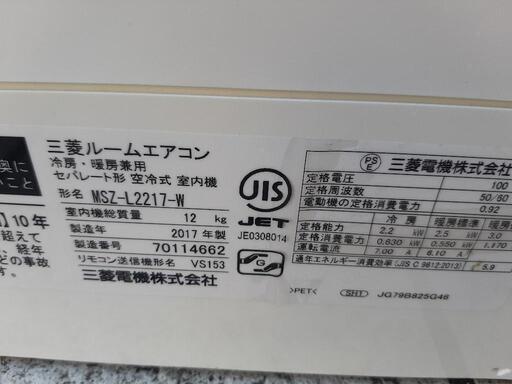 奥に
いこと
】10年
超えて
、経年
どの事故
が
三菱ルームエアコン
冷房・暖房兼用
セパレート形 空冷式 室内機
形名 MSZ-L2217-W
室内機総質量 12 kg
製造年 2017 年製
製造番号 70114662
リモコン送信機形名 VS153
三菱電機株式会社
JIS
JET
JE0308014
G
PS E 三菱電機株式会社
定格電圧 100
定格周波数 50/60
電動機の定格消費電力 0.92
冷房 暖房標準 暖房
定格能力 2.2 kW 2.5 kW 3.0
定格消費電力 0.630 kW 0.550 kW 1.170
運転電流 7.00 A 6.10 A
通年エネルギー消費効率(JIS C 9612:2013) 5.9
>PET< SH1 JG79B825G46